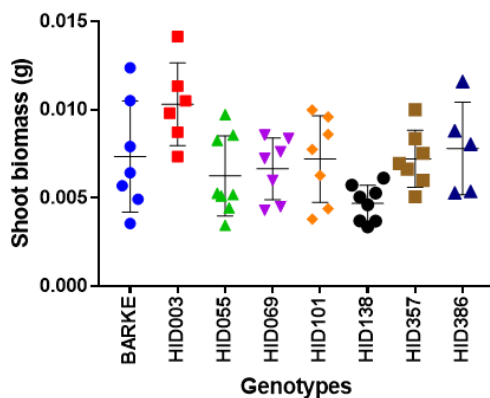 Shoot biomass (g)
0.015
0.010
0.005
0.000
BARKE
HID003
HID055
HID069
HID101
HID138
HID357
HID386
Genotypes